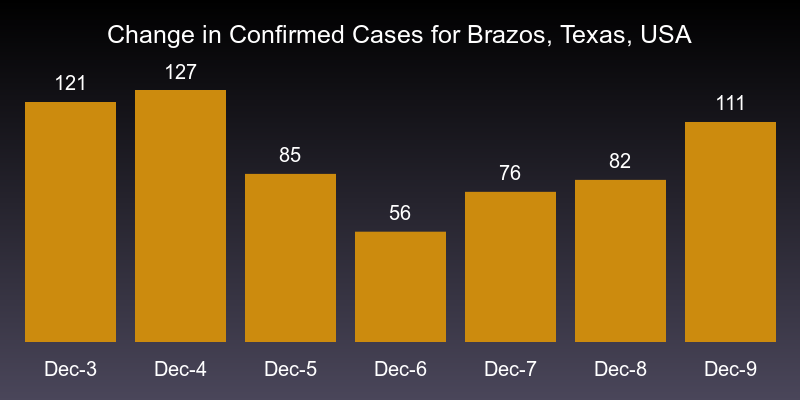 Change in Confirmed Cases for Brazos, Texas, USA
121 127 85 56 76 82 111
Dec-3 Dec-4 Dec-5 Dec-6 Dec-7 Dec-8 Dec-9